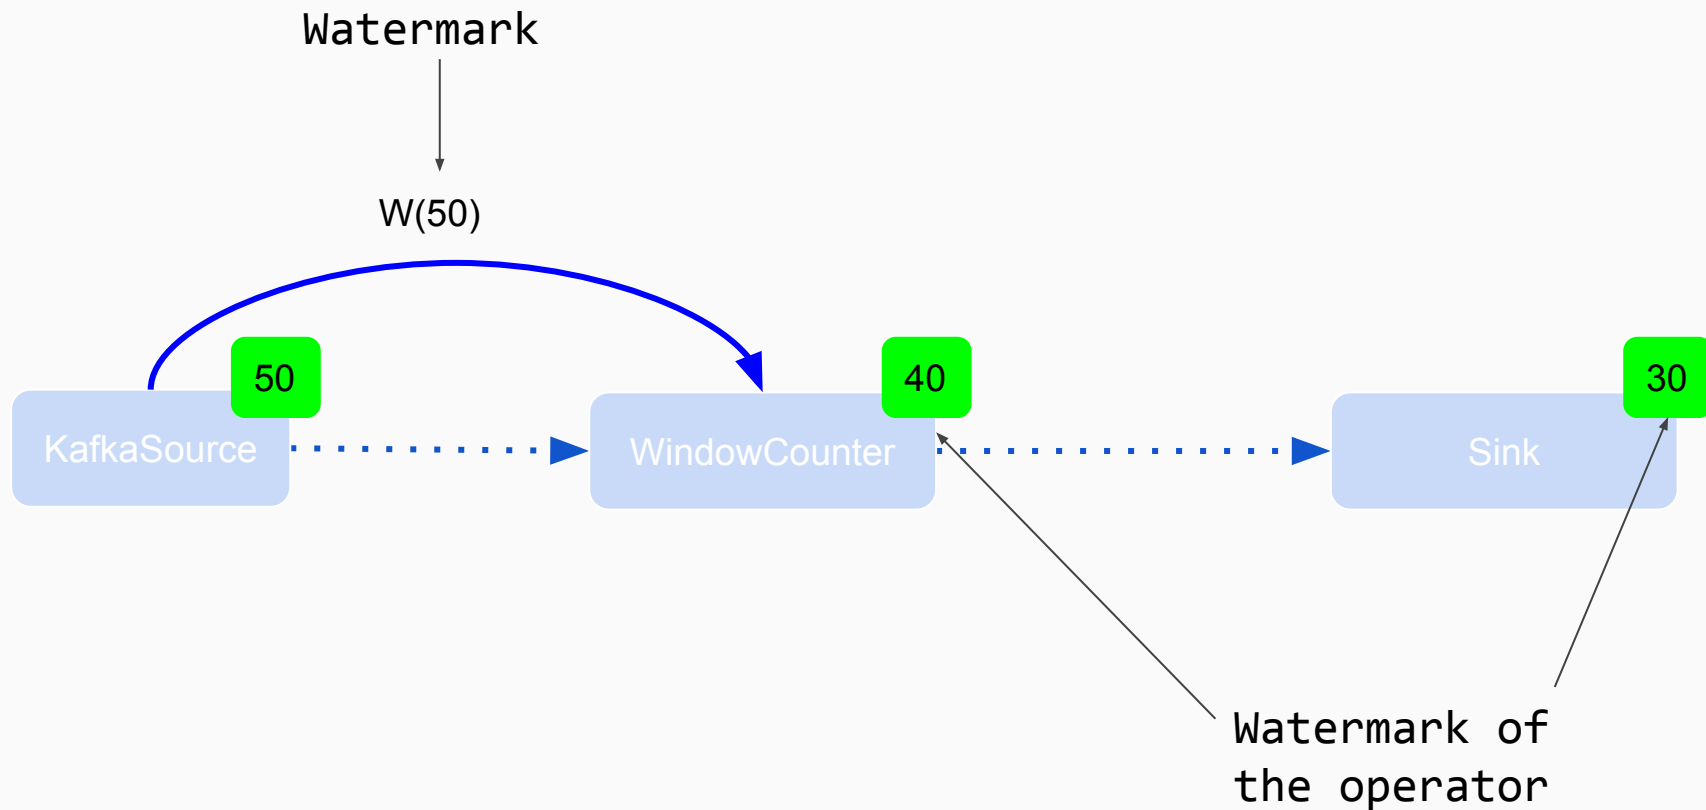 Watermark
W(50)
50
40
30
KafkaSource
WindowCounter
Sink
Watermark of
the operator